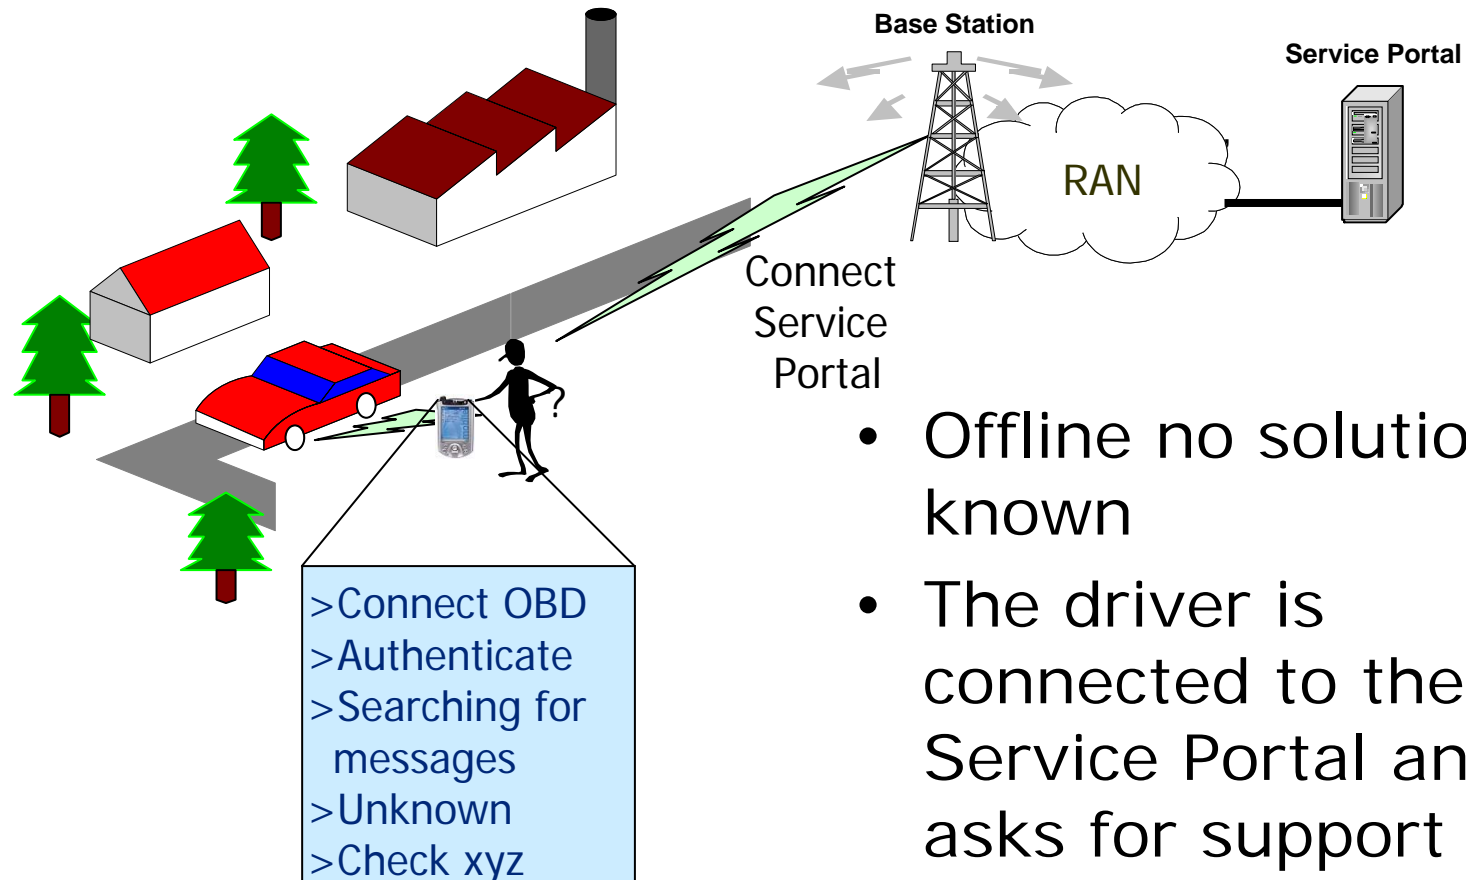 Base Station
Service Portal
RAN
Connect
Service
Portal
• Offline no solutio
known
• The driver is
connected to the
Service Portal an
asks for support
>Connect OBD
>Authenticate
>Searching for
messages
>Unknown
>Check xyz